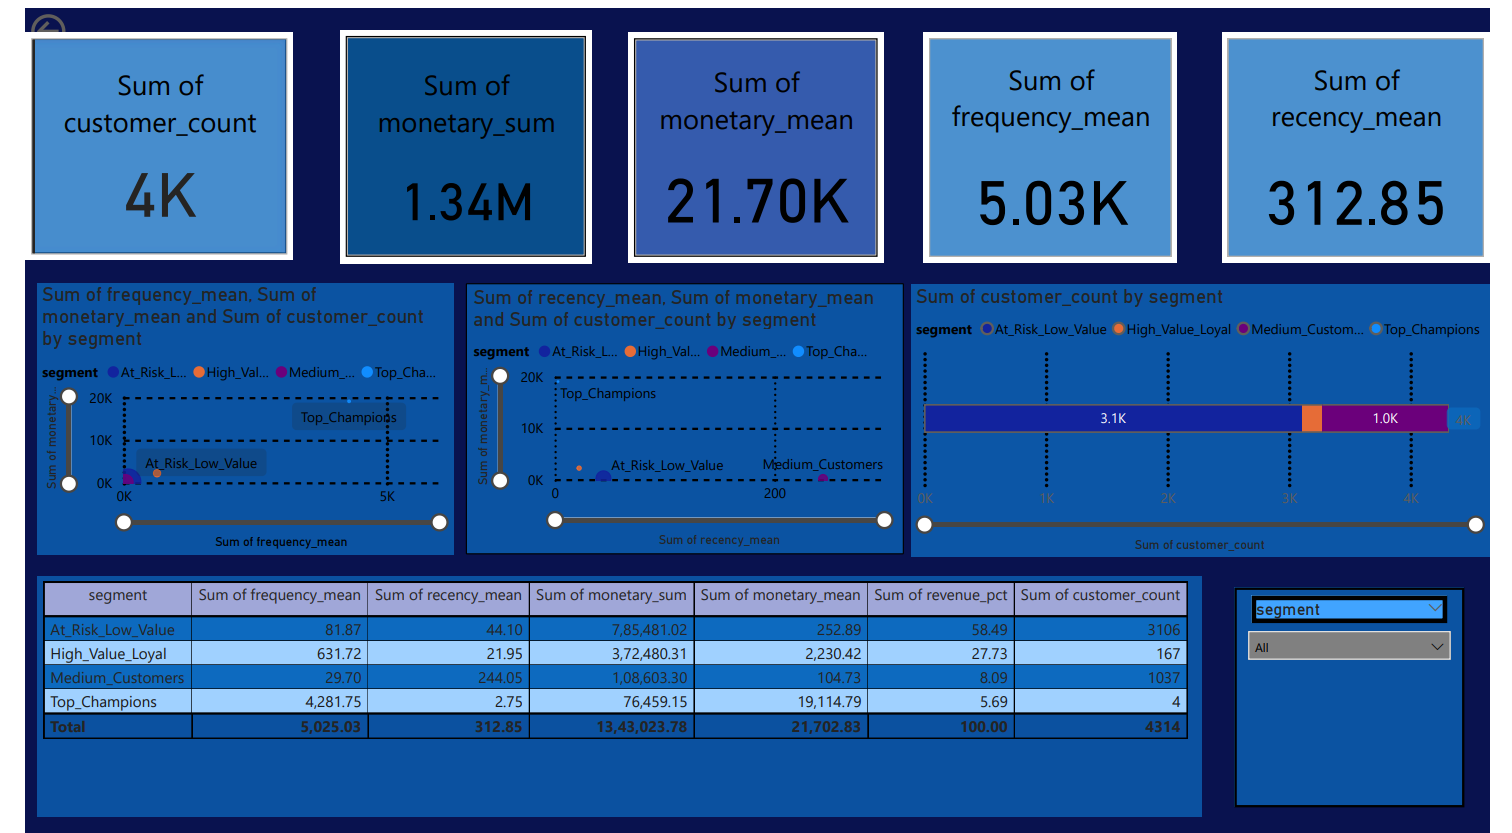 Sum of
customer_count
4K
Sum of
monetary_sum
1.34M
Sum of
monetary_mean
21.70K
Sum of
frequency_mean
5.03K
Sum of
recency_mean
312.85
Sum of frequency_mean, Sum of
monetary_mean and Sum of customer_count
by segment
segment At_Risk_L... High_Val... Medium_... Top_Cha...
Sum of monetary_...
20K
10K
0K
Top_Champions
At_Risk_Low_Value
0K 5K
Sum of frequency_mean
Sum of recency_mean, Sum of monetary_mean
and Sum of customer_count by segment
segment At_Risk_L... High_Val... Medium_... Top_Cha...
Sum of monetary_m...
20K
10K
0K
Top_Champions
At_Risk_Low_Value Medium_Customers
0 200
Sum of recency_mean
Sum of customer_count by segment
segment At_Risk_Low_Value High_Value_Loyal Medium_Custom... Top_Champions
3.1K 1.0K 4K
0K 1K 2K 3K 4K
Sum of customer_count
segment Sum of frequency_mean Sum of recency_mean Sum of monetary_sum Sum of monetary_mean Sum of revenue_pct Sum of customer_count
At_Risk_Low_Value 81.87 44.10 7,85,481.02 252.89 58.49 3106
High_Value_Loyal 631.72 21.95 3,72,480.31 2,230.42 27.73 167
Medium_Customers 29.70 244.05 1,08,603.30 104.73 8.09 1037
Top_Champions 4,281.75 2.75 76,459.15 19,114.79 5.69 4
Total 5,025.03 312.85 13,43,023.78 21,702.83 100.00 4314
segment
All